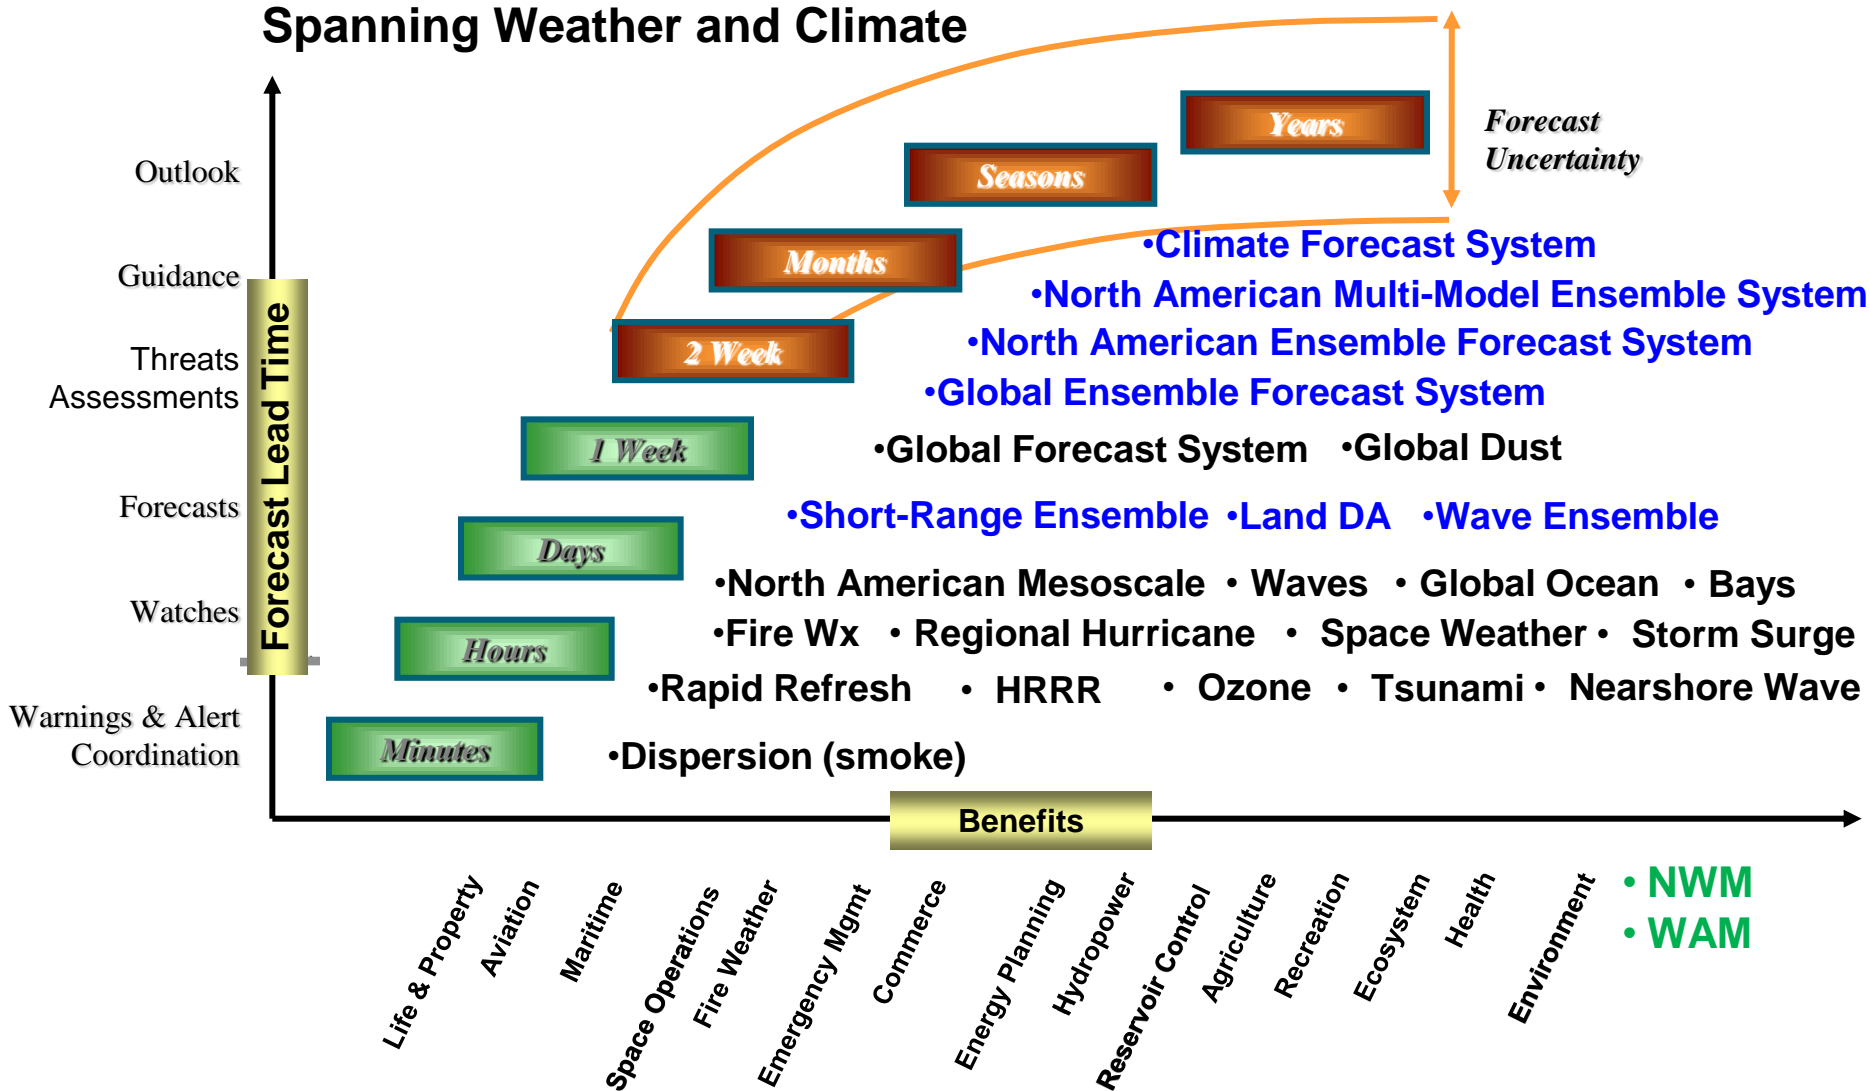 Spanning Weather and Climate
Outlook
Guidance
Threats
Assessments
Forecasts
Watches
Warnings & Alert
Coordination
Forecast Lead Time
Years
Seasons
Months
2 Week
1 Week
Days
Hours
Minutes
Forecast
Uncertainty
•Climate Forecast System
•North American Multi-Model Ensemble System
•North American Ensemble Forecast System
•Global Ensemble Forecast System
•Global Forecast System •Global Dust
•Short-Range Ensemble •Land DA •Wave Ensemble
•North American Mesoscale • Waves • Global Ocean • Bays
•Fire Wx • Regional Hurricane • Space Weather • Storm Surge
•Rapid Refresh • HRRR • Ozone • Tsunami • Nearshore Wave
•Dispersion (smoke)
Benefits
Life & Property
Aviation
Maritime
Space Operations
Fire Weather
Emergency Mgmt
Commerce
Energy Planning
Hydropower
Reservoir Control
Agriculture
Recreation
Ecosystem
Health
Environment
• NWM
• WAM